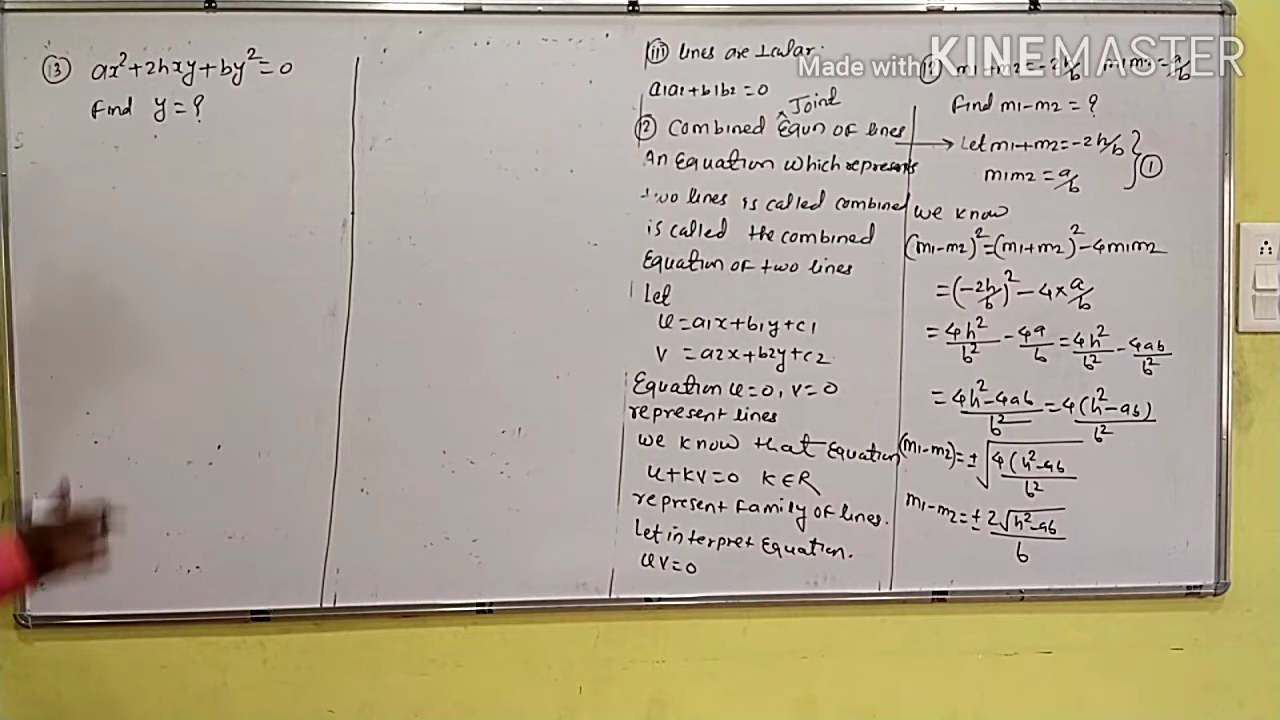 ③ ax²+2hxy+by²=0
Find y=?
(iii) lines are ⊥cular.
a1a2+b1b2=0
Joint
② Combined ^ Equn OF lines
An Equation which represents
two lines is called combined
is called the combined
Equation of two lines
Let
u=a1x+b1y+c1
v=a2x+b2y+c2
Equation u=0, v=0
represent lines
we know that Equation
u+kv=0 k∈R
represent Family of lines.
Let interpret Equation.
uv=0
Made with KINEMASTER
m1+m2=-2h/b m1m2=a/b
Find m1-m2=?
→ Let m1+m2=-2h/b } ①
m1m2=a/b
we know
(m1-m2)²=(m1+m2)²-4m1m2
=(-2h/b)²-4×a/b
=4h²/b²-4a/b=4h²/b²-4ab/b²
=4h²-4ab/b²=4(h²-ab)/b²
(m1-m2)=±√4(h²-ab/b²
m1-m2=±2√h²-ab/b